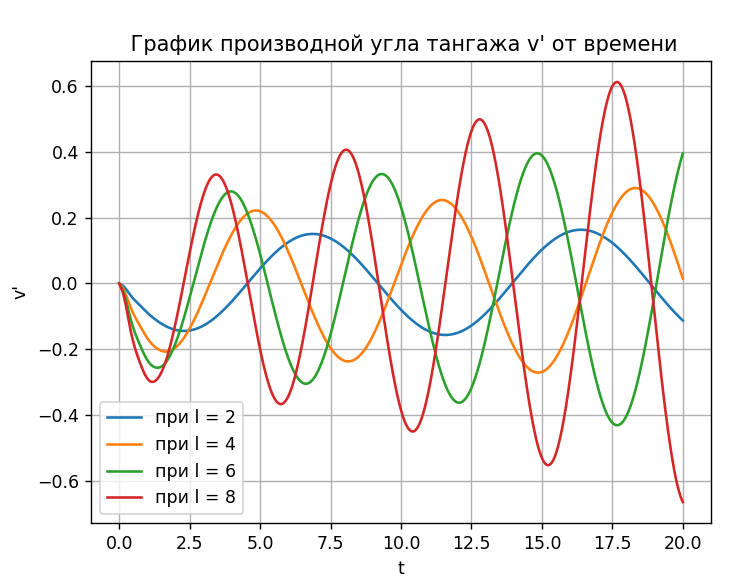 График производной угла тангажа v' от времени
0.6
0.4
0.2
0.0
−0.2
−0.4
−0.6
v'
при l = 2
при l = 4
при l = 6
при l = 8
0.0 2.5 5.0 7.5 10.0 12.5 15.0 17.5 20.0
t